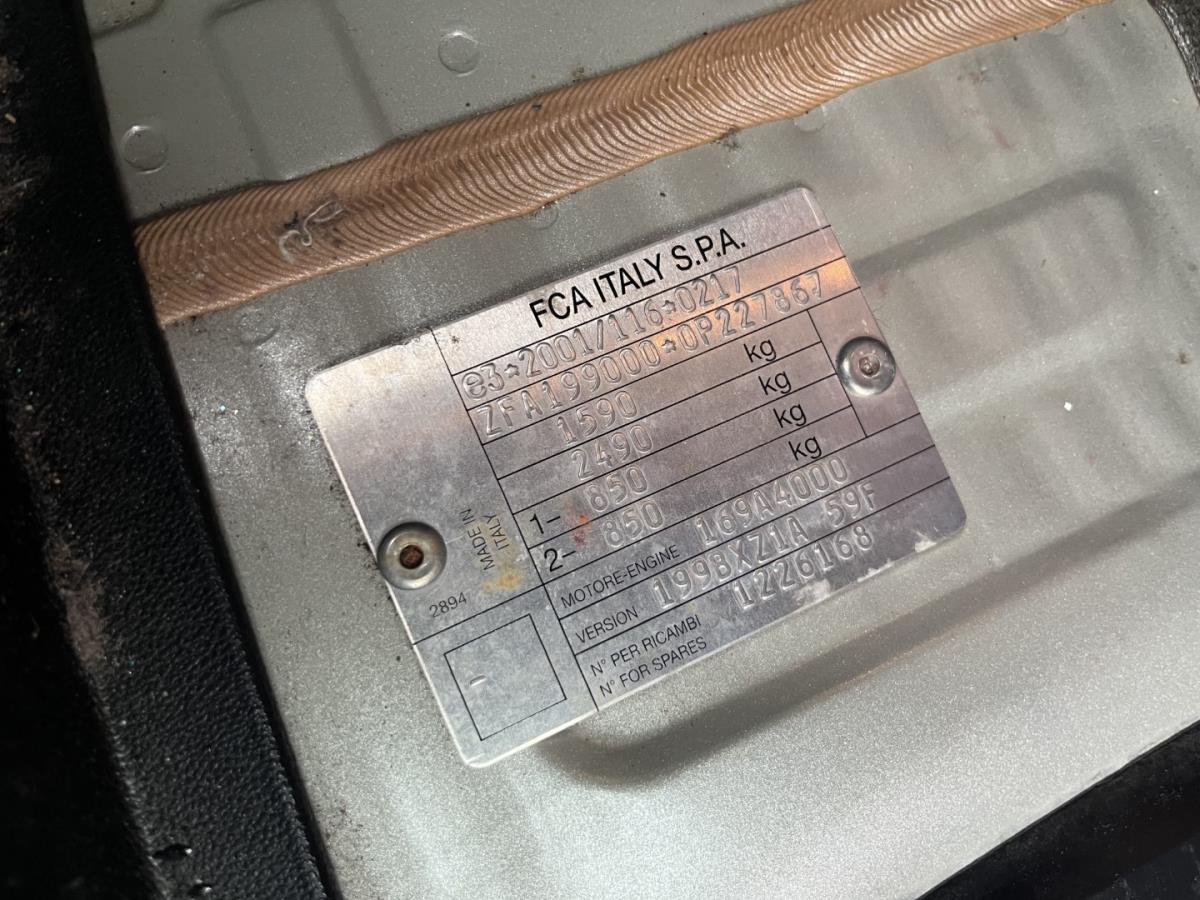 FCA ITALY S.P.A.
e3*2001/116*0217
ZFA199000*0P227867
1590 kg
2490 kg
1- 850 kg
2- 850 kg
MOTORE-ENGINE 169A4000
VERSION 199BXZ1A 59F
N° PER RICAMBI
N° FOR SPARES 1226168
MADE IN
ITALY
2894
-